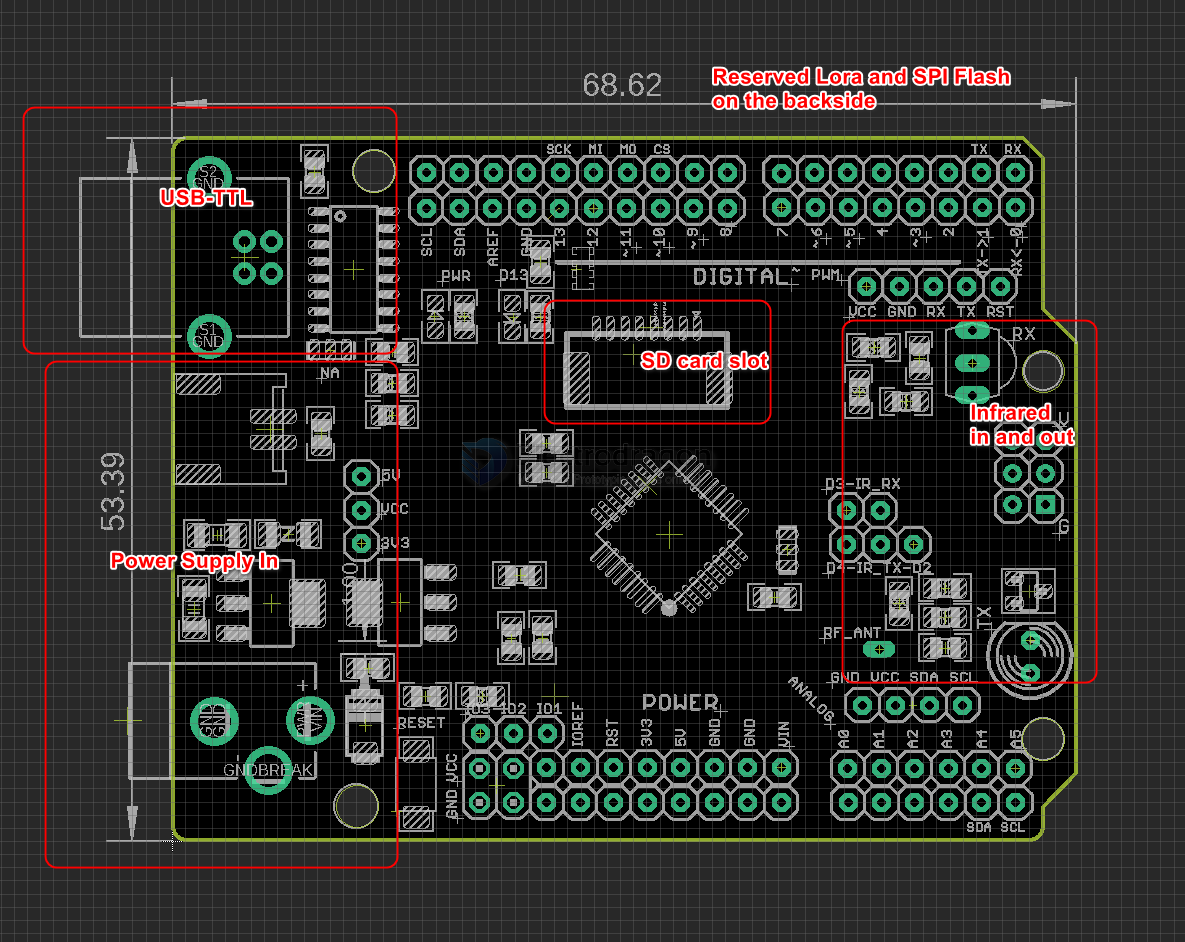 68.62
Reserved Lora and SPI Flash
on the backside
SCK MI MO CS
TX RX
S2
GND
USB-TTL
SCL
SDA
AREF
GND
13
12
~11
~10
~9
8
7
~6
~5
4
~3
2
TX->1
RX<-0
PWR
D13
DIGITAL~ PWM
VCC GND RX TX RST
S1
GND
NA
RX
SD card slot
Infrared
in and out
V
53.39
5V
VCC
3V3
D3-IR_RX
G
Power Supply In
D4-IR_TX-D2
TX
RF_ANT
GND VCC SDA SCL
GND
PWR
VIN
GNDBREAK
RESET
IO3 IO2 IO1
POWER
ANALOG
IOREF
RST
3V3
5V
GND
GND
VIN
A0
A1
A2
A3
A4
A5
VCC
GND
SDA SCL